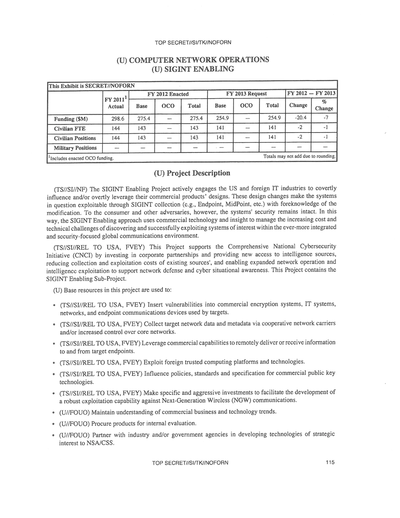 TOP SECRET//SI//TK//NOFORN
(U) COMPUTER NETWORK OPERATIONS
(U) SIGINT ENABLING
This Exhibit is SECRET//NOFORN
FY 2011¹ Actual | FY 2012 Enacted | FY 2013 Request | FY 2012 — FY 2013
Base | OCO | Total | Base | OCO | Total | Change | % Change
Funding ($M) | 298.6 | 275.4 | — | 275.4 | 254.9 | — | 254.9 | -20.4 | -7
Civilian FTE | 144 | 143 | — | 143 | 141 | — | 141 | -2 | -1
Civilian Positions | 144 | 143 | — | 143 | 141 | — | 141 | -2 | -1
Military Positions | — | — | — | — | — | — | — | — | —
¹Includes enacted OCO funding. Totals may not add due to rounding.
(U) Project Description
(TS//SI//NF) The SIGINT Enabling Project actively engages the US and foreign IT industries to covertly
influence and/or overtly leverage their commercial products' designs. These design changes make the systems
in question exploitable through SIGINT collection (e.g., Endpoint, MidPoint, etc.) with foreknowledge of the
modification. To the consumer and other adversaries, however, the systems' security remains intact. In this
way, the SIGINT Enabling approach uses commercial technology and insight to manage the increasing cost and
technical challenges of discovering and successfully exploiting systems of interest within the ever-more integrated
and security-focused global communications environment.
(TS//SI//REL TO USA, FVEY) This Project supports the Comprehensive National Cybersecurity
Initiative (CNCI) by investing in corporate partnerships and providing new access to intelligence sources,
reducing collection and exploitation costs of existing sources, and enabling expanded network operation and
intelligence exploitation to support network defense and cyber situational awareness. This Project contains the
SIGINT Enabling Sub-Project.
(U) Base resources in this project are used to:
• (TS//SI//REL TO USA, FVEY) Insert vulnerabilities into commercial encryption systems, IT systems,
networks, and endpoint communications devices used by targets.
• (TS//SI//REL TO USA, FVEY) Collect target network data and metadata via cooperative network carriers
and/or increased control over core networks.
• (TS//SI//REL TO USA, FVEY) Leverage commercial capabilities to remotely deliver or receive information
to and from target endpoints.
• (TS//SI//REL TO USA, FVEY) Exploit foreign trusted computing platforms and technologies.
• (TS//SI//REL TO USA, FVEY) Influence policies, standards and specification for commercial public key
technologies.
• (TS//SI//REL TO USA, FVEY) Make specific and aggressive investments to facilitate the development of
a robust exploitation capability against Next-Generation Wireless (NGW) communications.
• (U//FOUO) Maintain understanding of commercial business and technology trends.
• (U//FOUO) Procure products for internal evaluation.
• (U//FOUO) Partner with industry and/or government agencies in developing technologies of strategic
interest to NSA/CSS.
TOP SECRET//SI//TK//NOFORN 115